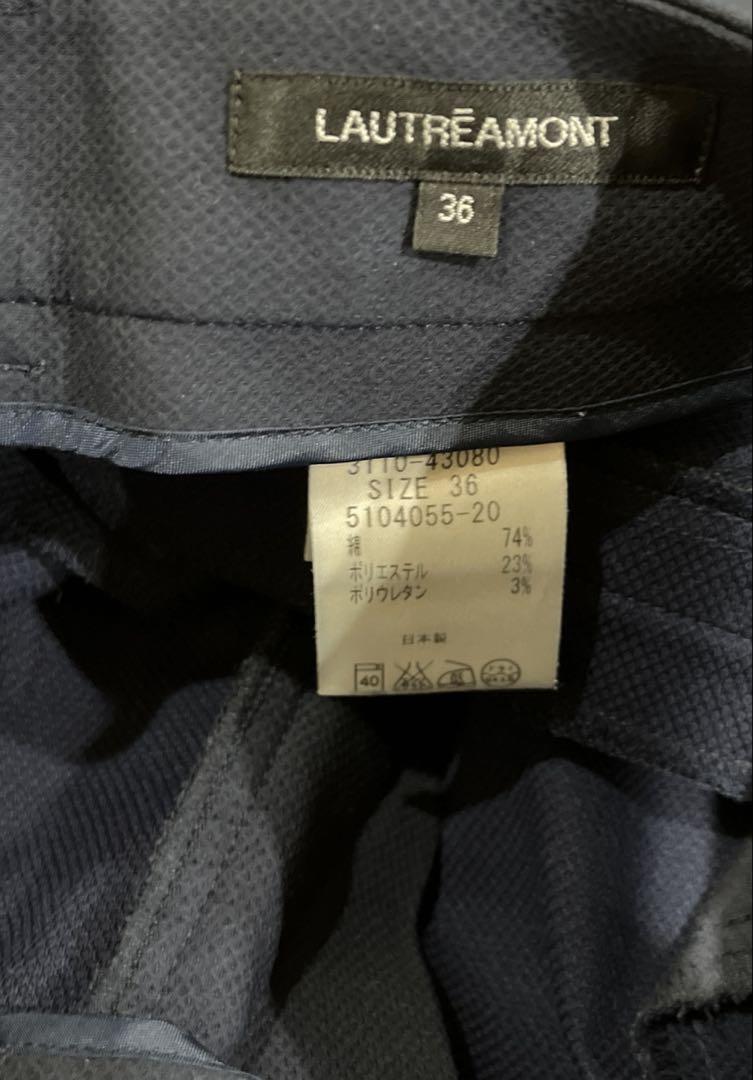 LAUTRĒAMONT
36
3110-43080
SIZE 36
5104055-20
綿 74%
ポリエステル 23%
ポリウレタン 3%
日本製
40